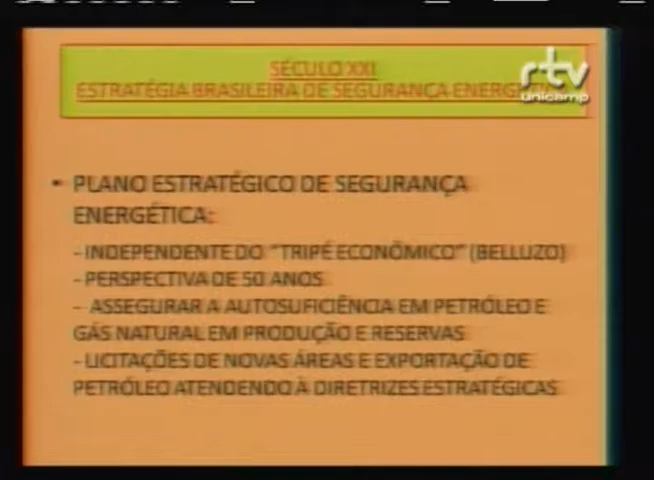 SÉCULO XXI
ESTRATÉGIA BRASILEIRA DE SEGURANÇA
rtv
unicamp
• PLANO ESTRATÉGICO DE SEGURANÇA
ENERGÉTICA:
- INDEPENDENTE DO "TRIPÉ ECONÔMICO" (BELLUZO)
- PERSPECTIVA DE 50 ANOS
- ASSEGURAR A AUTOSUFICIÊNCIA EM PETRÓLEO E
GÁS NATURAL EM PRODUÇÃO E RESERVAS
- LICITAÇÕES DE NOVAS ÁREAS E EXPORTAÇÃO DE
PETRÓLEO ATENDENDO À DIRETRIZES ESTRATÉGICAS